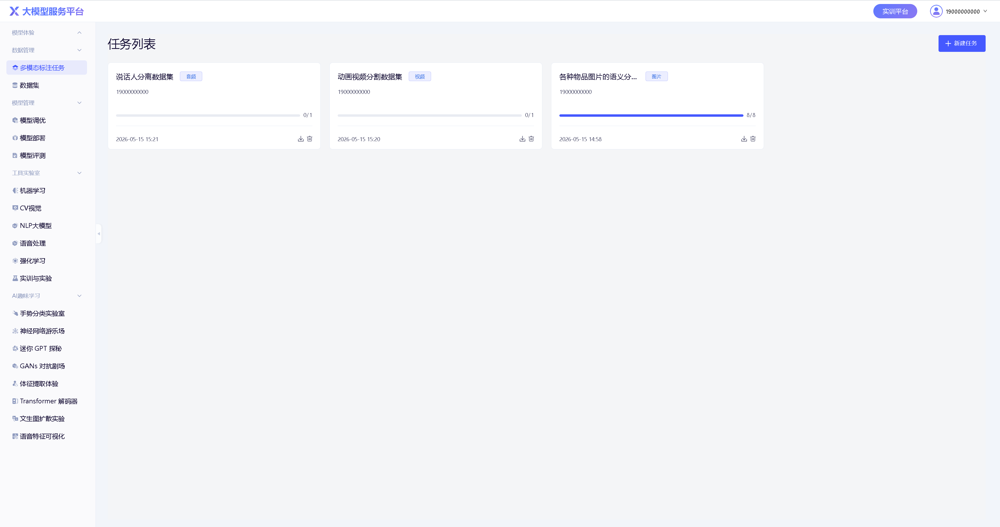 大模型服务平台
实训平台
19000000000
模型体验
数据管理
多模态标注任务
数据集
模型管理
模型调优
模型部署
模型评测
工具实验室
机器学习
CV视觉
NLP大模型
语音处理
强化学习
实训与实验
AI趣味学习
手势分类实验室
神经网络游乐场
迷你 GPT 探秘
GANs 对抗剧场
体征提取体验
Transformer 解码器
文生图扩散实验
语音特征可视化
任务列表
新建任务
说话人分离数据集 音频
19000000000
0/1
2026-05-15 15:21
动画视频分割数据集 视频
19000000000
0/1
2026-05-15 15:20
各种物品图片的语义分... 图片
19000000000
8/8
2026-05-15 14:58